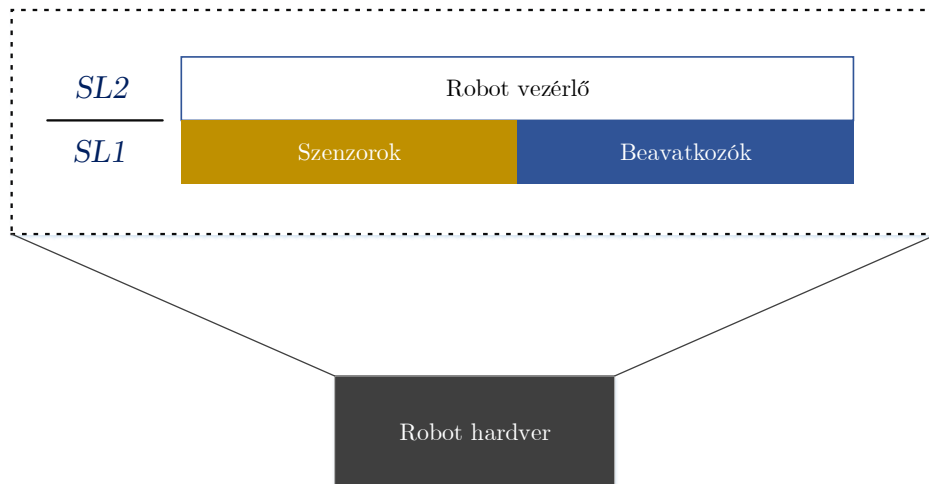 SL2
Robot vezérlő
SL1
Szenzorok
Beavatkozók
Robot hardver